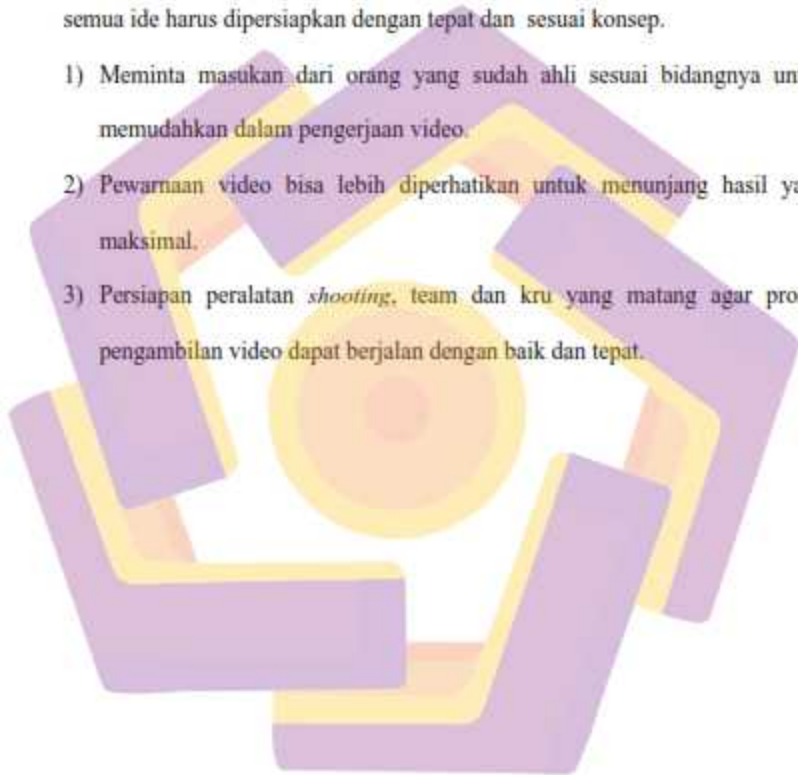 semua ide harus dipersiapkan dengan tepat dan sesuai konsep.
1) Meminta masukan dari orang yang sudah ahli sesuai bidangnya un
memudahkan dalam pengerjaan video.
2) Pewarnaan video bisa lebih diperhatikan untuk menunjang hasil ya
maksimal.
3) Persiapan peralatan shooting, team dan kru yang matang agar pro
pengambilan video dapat berjalan dengan baik dan tepat.